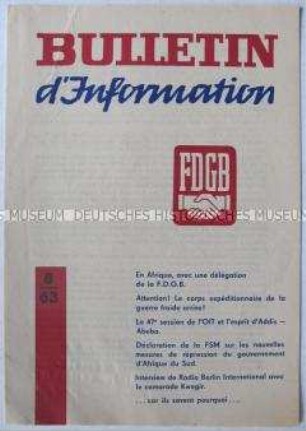 BULLETIN
d'Information
FDGB
MUSEUM DEUTSCHES HISTORISCHES MUSEUM
6
63
En Afrique, avec une délégation
de la F.D.G.B.
Attention! Le corps expéditionnaire de la
guerre froide arrive!
La 47e session de l'OIT et l'esprit d'Addis –
Abeba.
Déclaration de la FSM sur les nouvelles
mesures de répression du gouvernement
d'Afrique du Sud.
Interview de Radio Berlin International avec
le camarade Kwegir.
... car ils savent pourquoi ...